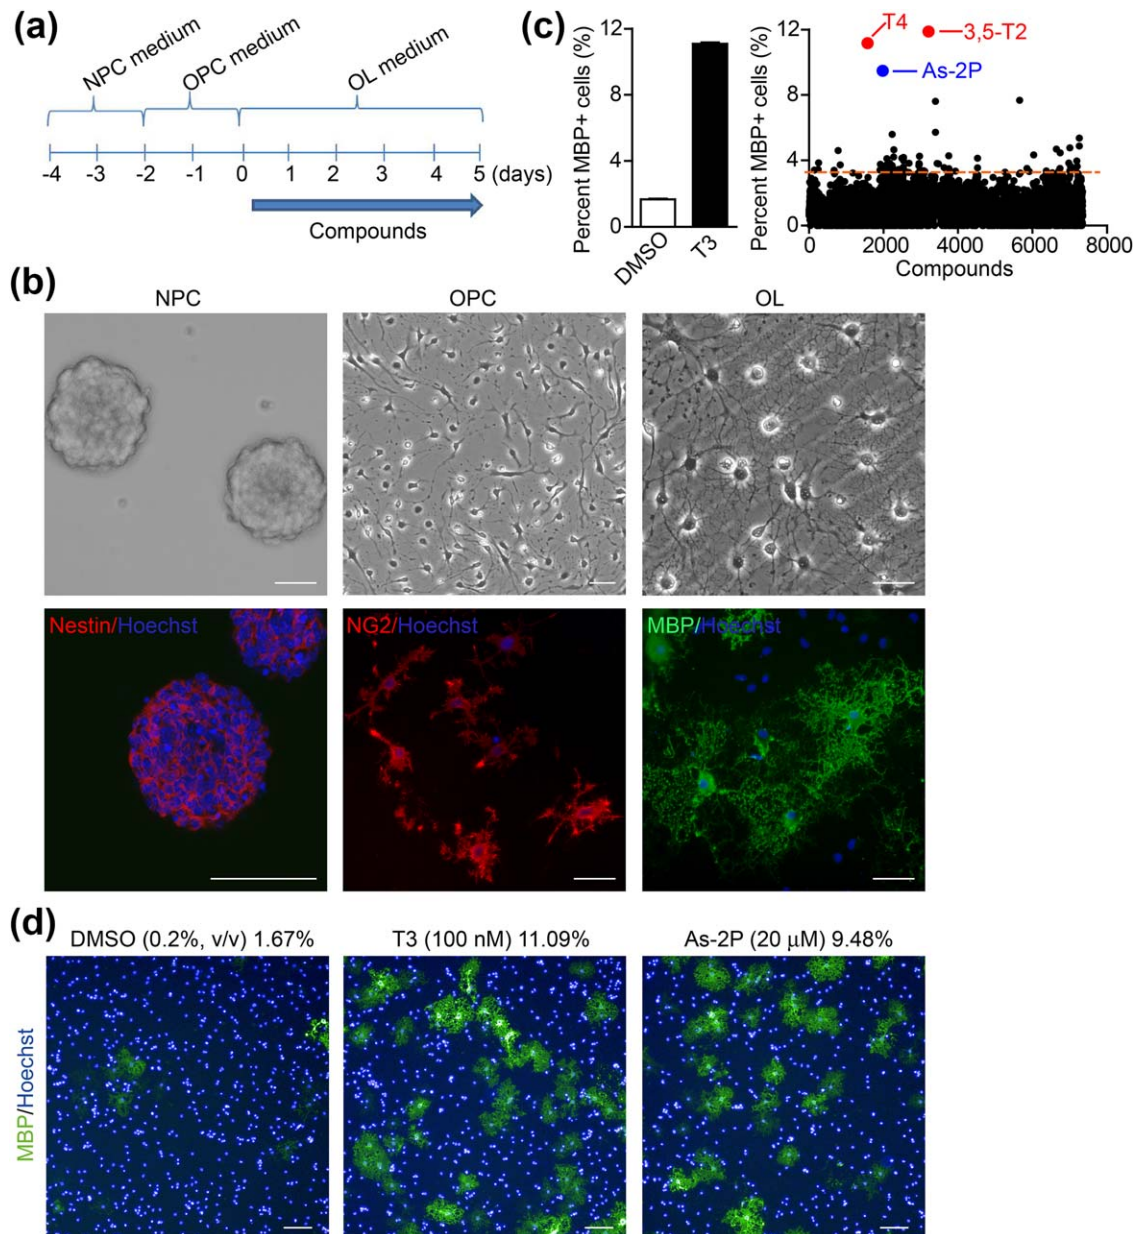 (a)
NPC medium
OPC medium
OL medium
-4 -3 -2 -1 0 1 2 3 4 5 (days)
Compounds
(c)
Percent MBP+ cells (%)
12
8
4
0
DMSO
T3
Percent MBP+ cells (%)
12
8
4
0
T4
3,5-T2
As-2P
0 2000 4000 6000 8000
Compounds
(b)
NPC
OPC
OL
Nestin/Hoechst
NG2/Hoechst
MBP/Hoechst
(d)
DMSO (0.2%, v/v) 1.67%
T3 (100 nM) 11.09%
As-2P (20 μM) 9.48%
MBP/Hoechst